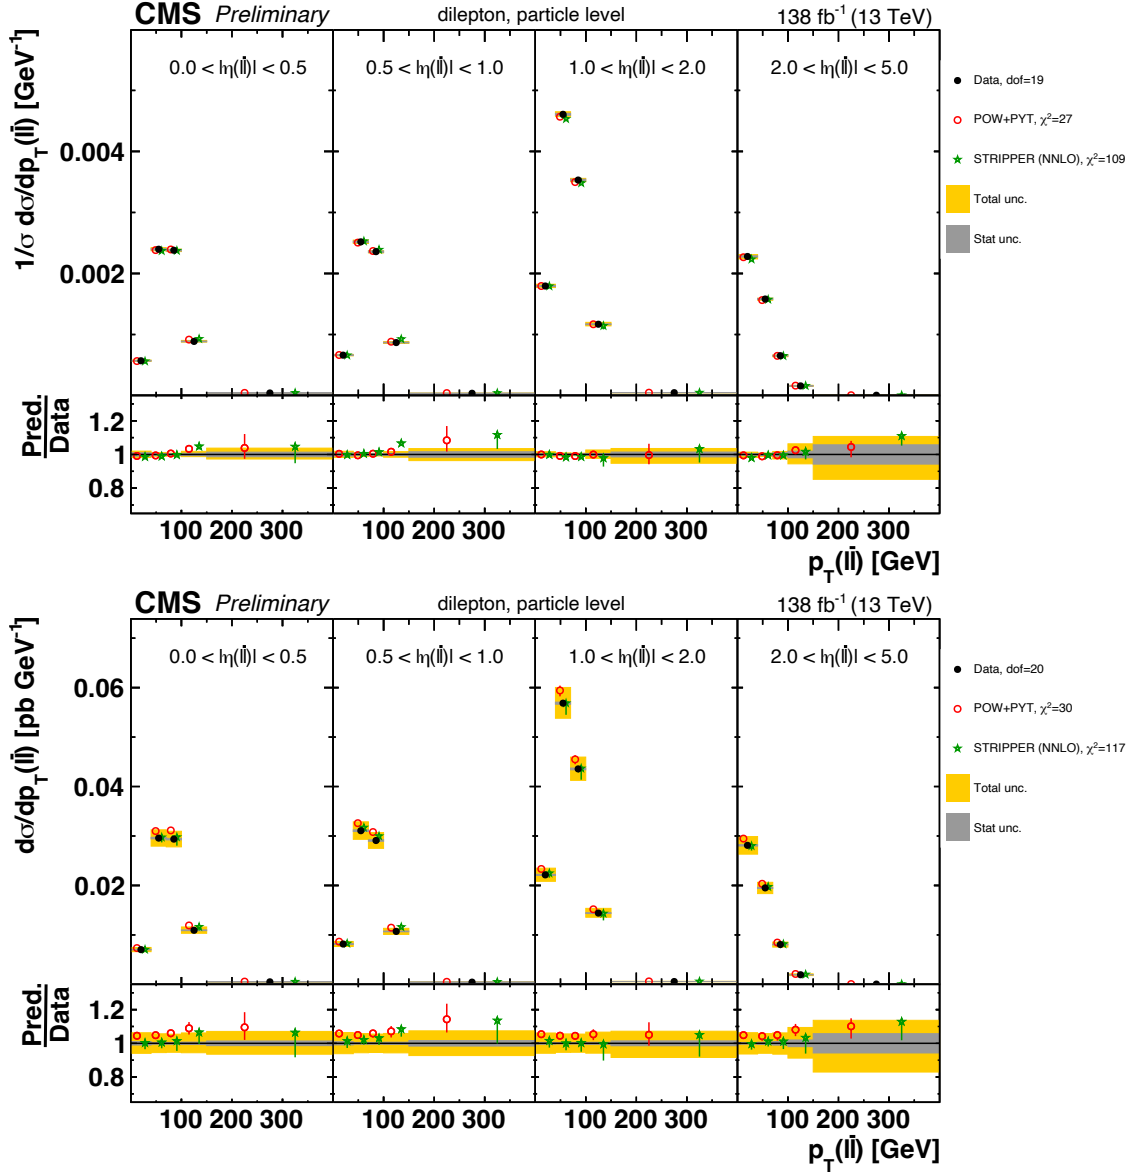 CMS Preliminary dilepton, particle level 138 fb⁻¹ (13 TeV)
1/σ dσ/dp_T(ll̄) [GeV⁻¹]
0.0 < |η(ll̄)| < 0.5 0.5 < |η(ll̄)| < 1.0 1.0 < |η(ll̄)| < 2.0 2.0 < |η(ll̄)| < 5.0
Data, dof=19
POW+PYT, χ²=27
STRIPPER (NNLO), χ²=109
Total unc.
Stat unc.
0.004
0.002
Pred.
Data
1.2
1
0.8
100 200 300 100 200 300 100 200 300 100 200 300
p_T(ll̄) [GeV]
CMS Preliminary dilepton, particle level 138 fb⁻¹ (13 TeV)
dσ/dp_T(ll̄) [pb GeV⁻¹]
0.0 < |η(ll̄)| < 0.5 0.5 < |η(ll̄)| < 1.0 1.0 < |η(ll̄)| < 2.0 2.0 < |η(ll̄)| < 5.0
Data, dof=20
POW+PYT, χ²=30
STRIPPER (NNLO), χ²=117
Total unc.
Stat unc.
0.06
0.04
0.02
Pred.
Data
1.2
1
0.8
100 200 300 100 200 300 100 200 300 100 200 300
p_T(ll̄) [GeV]